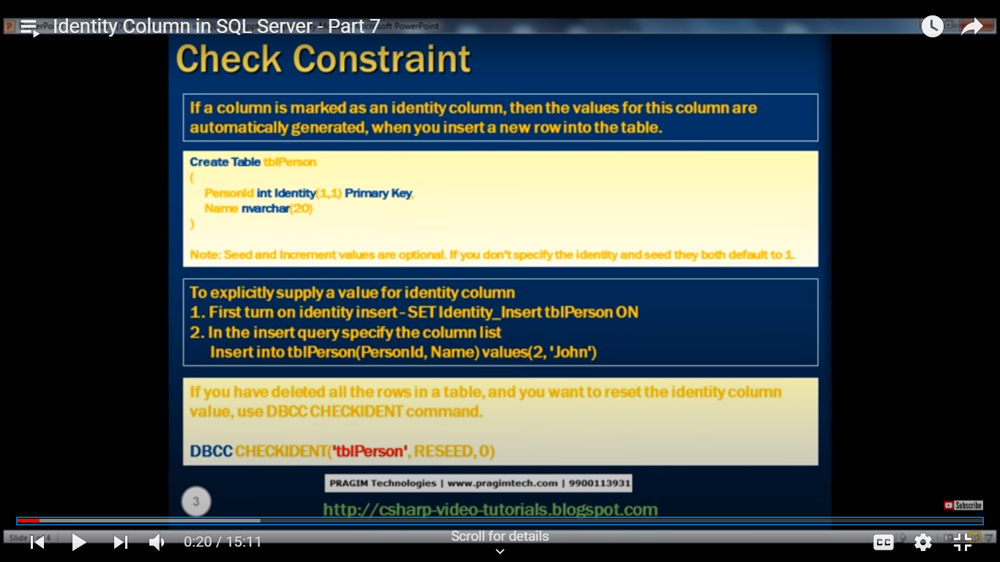 Identity Column in SQL Server - Part 7
Check Constraint
If a column is marked as an identity column, then the values for this column are
automatically generated, when you insert a new row into the table.
Create Table tblPerson
(
PersonId int Identity(1,1) Primary Key,
Name nvarchar(20)
)
Note: Seed and Increment values are optional. If you don't specify the identity and seed they both default to 1.
To explicitly supply a value for identity column
1. First turn on identity insert - SET Identity_Insert tblPerson ON
2. In the insert query specify the column list
Insert into tblPerson(PersonId, Name) values(2, 'John')
If you have deleted all the rows in a table, and you want to reset the identity column
value, use DBCC CHECKIDENT command.
DBCC CHECKIDENT('tblPerson', RESEED, 0)
PRAGIM Technologies | www.pragimtech.com | 9900113931
3
http://csharp-video-tutorials.blogspot.com
Subscribe
0:20 / 15:11
Scroll for details
CC